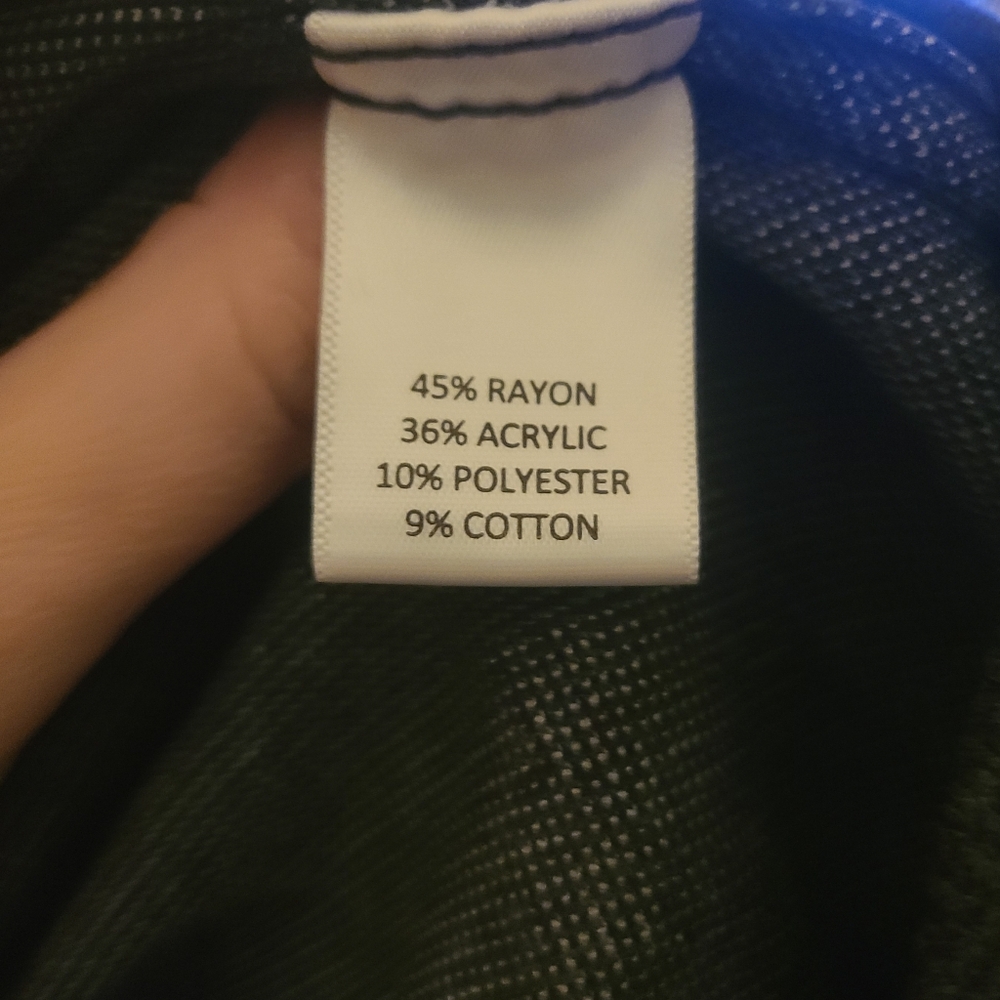 45% RAYON
36% ACRYLIC
10% POLYESTER
9% COTTON